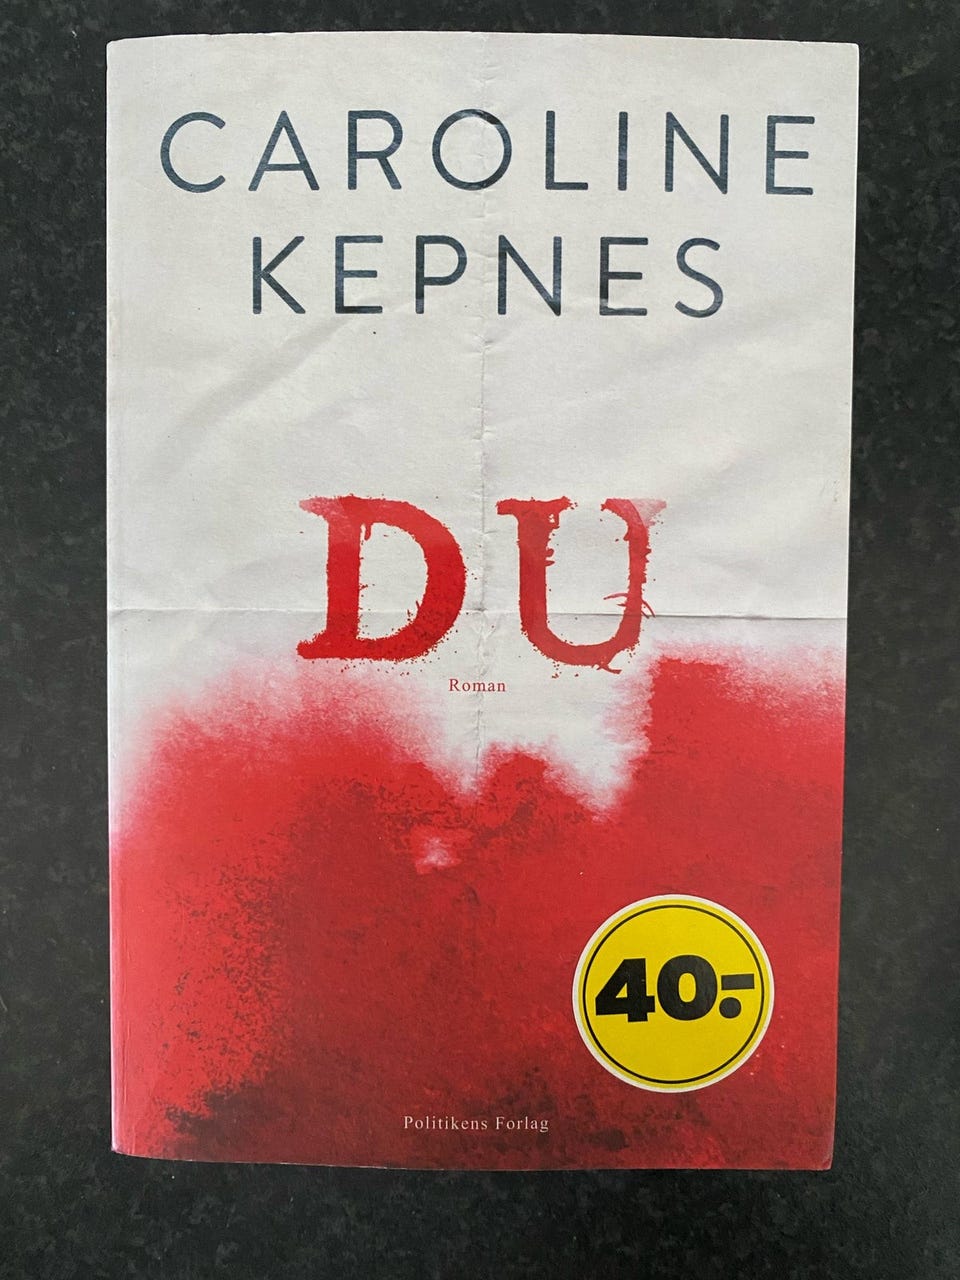 CAROLINE
KEPNES
DU
Roman
40.-
Politikens Forlag